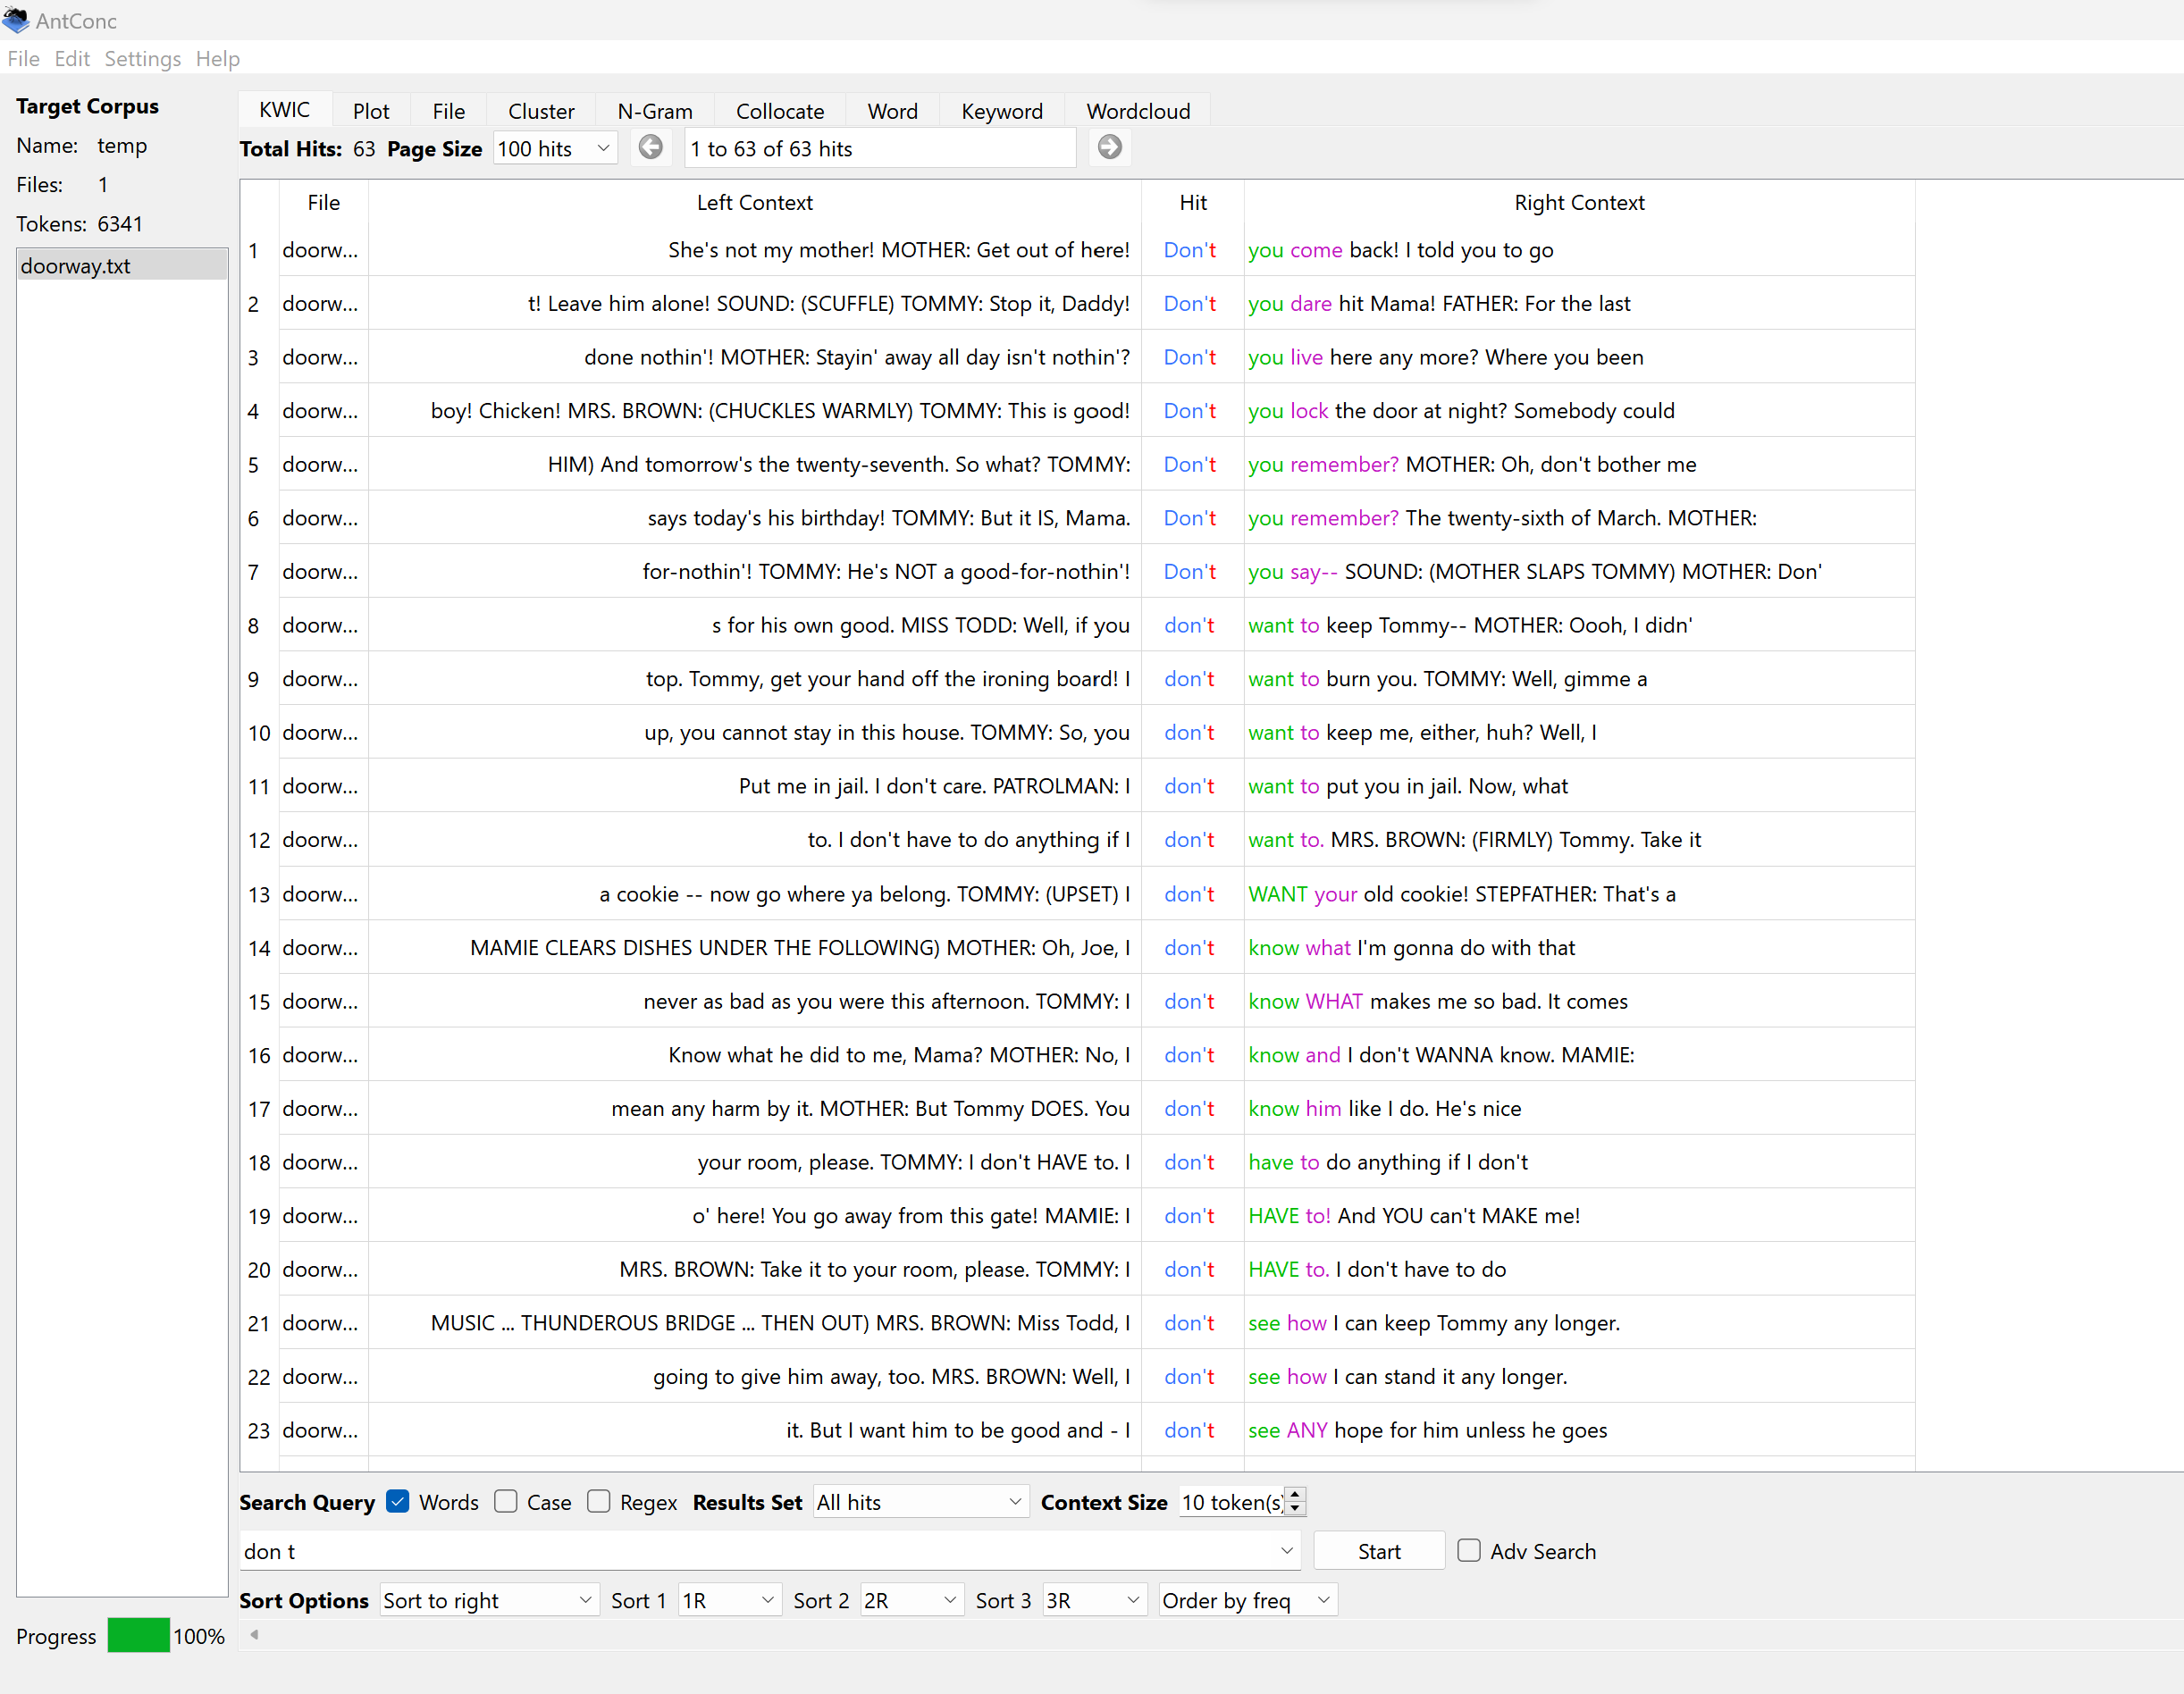 AntConc
File Edit Settings Help
Target Corpus
Name: temp
Files: 1
Tokens: 6341
doorway.txt
Progress 100%
KWIC Plot File Cluster N-Gram Collocate Word Keyword Wordcloud
Total Hits: 63 Page Size 100 hits 1 to 63 of 63 hits
File Left Context Hit Right Context
1 doorw... She's not my mother! MOTHER: Get out of here! Don't you come back! I told you to go
2 doorw... t! Leave him alone! SOUND: (SCUFFLE) TOMMY: Stop it, Daddy! Don't you dare hit Mama! FATHER: For the last
3 doorw... done nothin'! MOTHER: Stayin' away all day isn't nothin'? Don't you live here any more? Where you been
4 doorw... boy! Chicken! MRS. BROWN: (CHUCKLES WARMLY) TOMMY: This is good! Don't you lock the door at night? Somebody could
5 doorw... HIM) And tomorrow's the twenty-seventh. So what? TOMMY: Don't you remember? MOTHER: Oh, don't bother me
6 doorw... says today's his birthday! TOMMY: But it IS, Mama. Don't you remember? The twenty-sixth of March. MOTHER:
7 doorw... for-nothin'! TOMMY: He's NOT a good-for-nothin'! Don't you say-- SOUND: (MOTHER SLAPS TOMMY) MOTHER: Don'
8 doorw... s for his own good. MISS TODD: Well, if you don't want to keep Tommy-- MOTHER: Oooh, I didn'
9 doorw... top. Tommy, get your hand off the ironing board! I don't want to burn you. TOMMY: Well, gimme a
10 doorw... up, you cannot stay in this house. TOMMY: So, you don't want to keep me, either, huh? Well, I
11 doorw... Put me in jail. I don't care. PATROLMAN: I don't want to put you in jail. Now, what
12 doorw... to. I don't have to do anything if I don't want to. MRS. BROWN: (FIRMLY) Tommy. Take it
13 doorw... a cookie -- now go where ya belong. TOMMY: (UPSET) I don't WANT your old cookie! STEPFATHER: That's a
14 doorw... MAMIE CLEARS DISHES UNDER THE FOLLOWING) MOTHER: Oh, Joe, I don't know what I'm gonna do with that
15 doorw... never as bad as you were this afternoon. TOMMY: I don't know WHAT makes me so bad. It comes
16 doorw... Know what he did to me, Mama? MOTHER: No, I don't know and I don't WANNA know. MAMIE:
17 doorw... mean any harm by it. MOTHER: But Tommy DOES. You don't know him like I do. He's nice
18 doorw... your room, please. TOMMY: I don't HAVE to. I don't have to do anything if I don't
19 doorw... o' here! You go away from this gate! MAMIE: I don't HAVE to! And YOU can't MAKE me!
20 doorw... MRS. BROWN: Take it to your room, please. TOMMY: I don't HAVE to. I don't have to do
21 doorw... MUSIC ... THUNDEROUS BRIDGE ... THEN OUT) MRS. BROWN: Miss Todd, I don't see how I can keep Tommy any longer.
22 doorw... going to give him away, too. MRS. BROWN: Well, I don't see how I can stand it any longer.
23 doorw... it. But I want him to be good and - I don't see ANY hope for him unless he goes
Search Query Words Case Regex Results Set All hits Context Size 10 token(s)
don t Start Adv Search
Sort Options Sort to right Sort 1 1R Sort 2 2R Sort 3 3R Order by freq